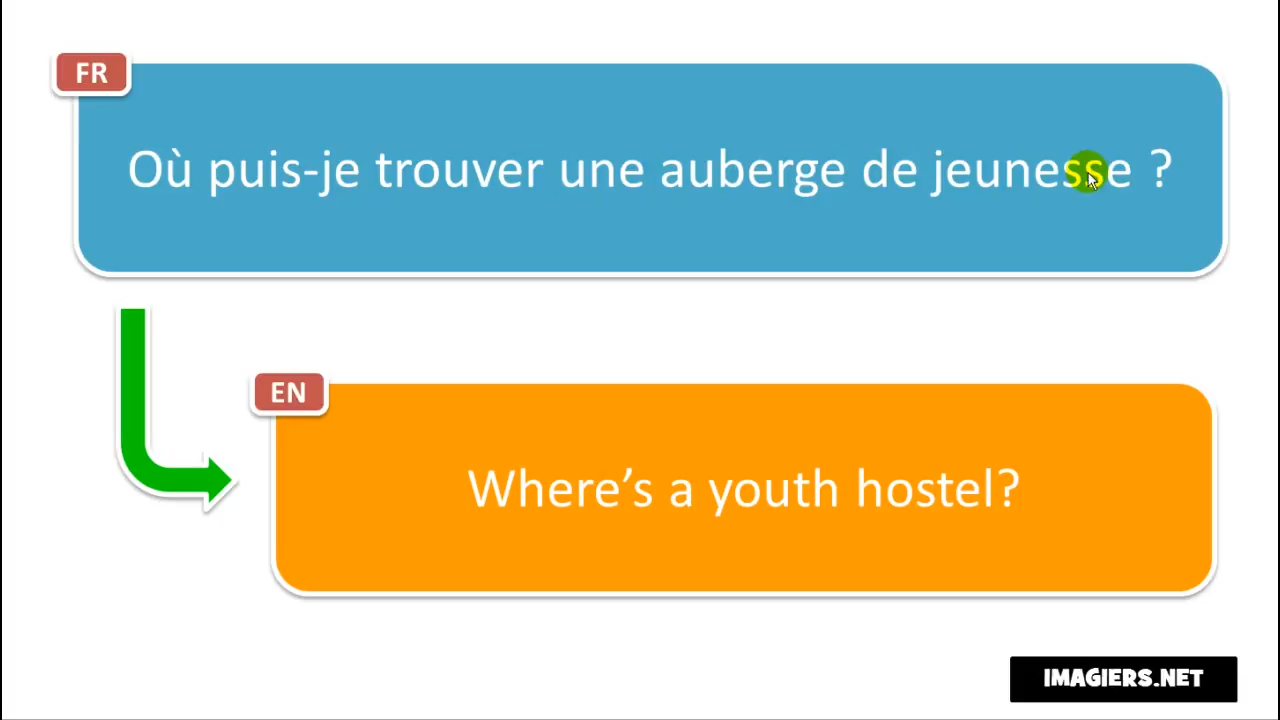 FR
Où puis-je trouver une auberge de jeunesse ?
EN
Where’s a youth hostel?
IMAGIERS.NET